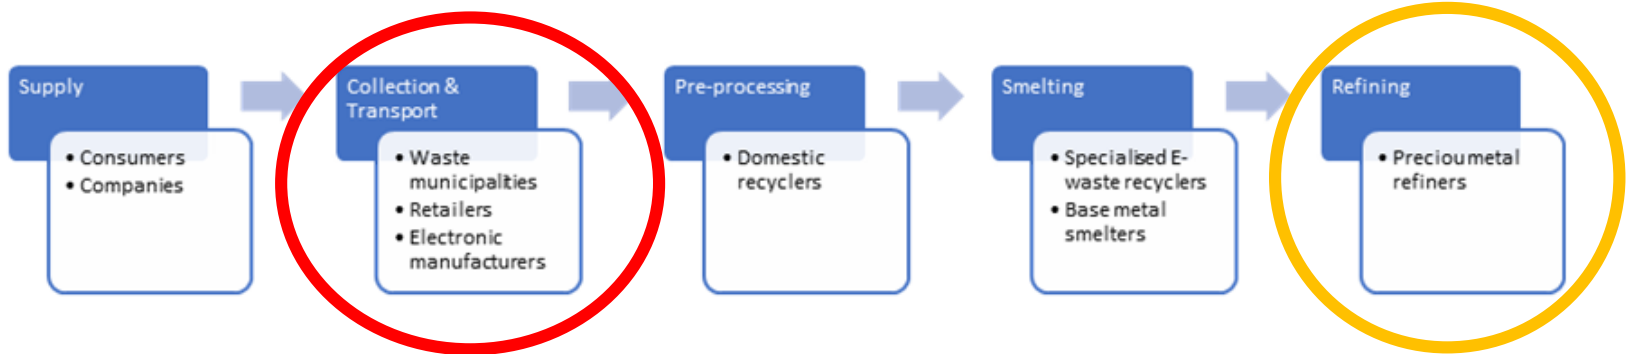 Supply
• Consumers
• Companies
Collection &
Transport
• Waste
municipalities
• Retailers
• Electronic
manufacturers
Pre-processing
• Domestic
recyclers
Smelting
• Specialised E-
waste recyclers
• Base metal
smelters
Refining
• Precioumetal
refiners